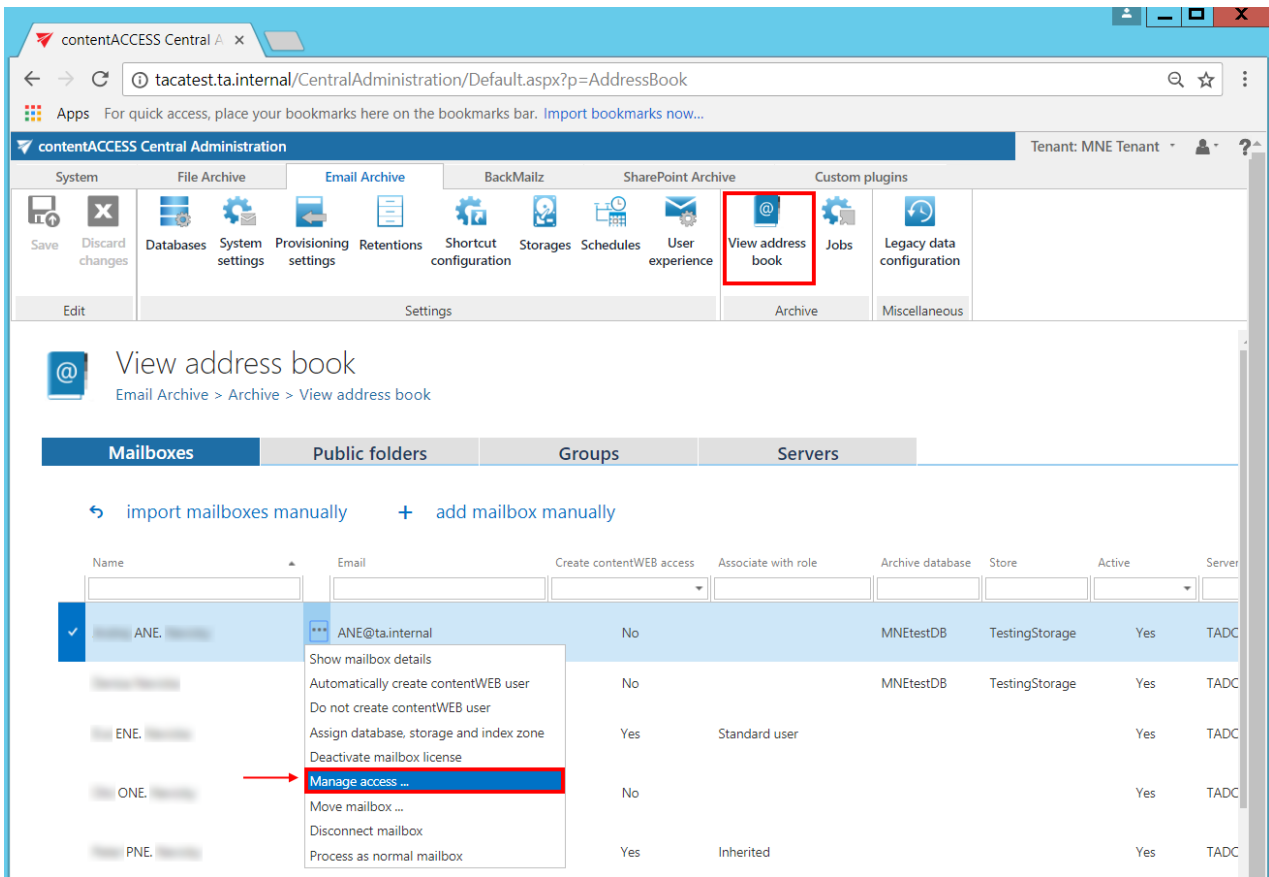 contentACCESS Central A
tacatest.ta.internal/CentralAdministration/Default.aspx?p=AddressBook
Apps For quick access, place your bookmarks here on the bookmarks bar. Import bookmarks now...
contentACCESS Central Administration Tenant: MNE Tenant ?
System File Archive Email Archive BackMailz SharePoint Archive Custom plugins
Save Discard changes Databases System settings Provisioning settings Retentions Shortcut configuration Storages Schedules User experience View address book Jobs Legacy data configuration
Edit Settings Archive Miscellaneous
View address book
Email Archive > Archive > View address book
Mailboxes Public folders Groups Servers
import mailboxes manually + add mailbox manually
Name Email Create contentWEB access Associate with role Archive database Store Active Server
ANE. ANE@ta.internal No MNEtestDB TestingStorage Yes TADC
Show mailbox details
Automatically create contentWEB user No MNEtestDB TestingStorage Yes TADC
Do not create contentWEB user
ENE. Assign database, storage and index zone Yes Standard user Yes TADC
Deactivate mailbox license
Manage access ...
ONE. No Yes TADC
Move mailbox ...
Disconnect mailbox
PNE. Process as normal mailbox Yes Inherited Yes TADC